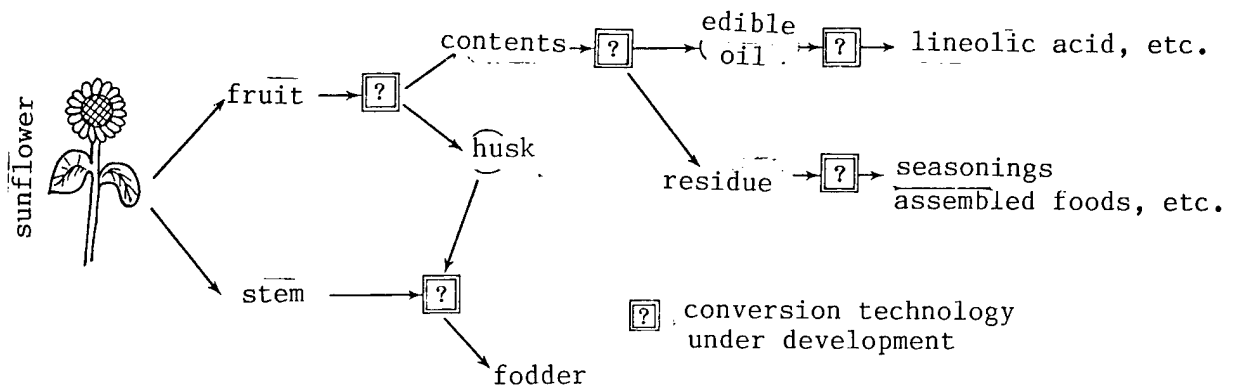 sunflower
fruit
?
contents
?
edible
oil
?
lineolic acid, etc.
husk
residue
?
seasonings
assembled foods, etc.
stem
?
fodder
? conversion technology
under development